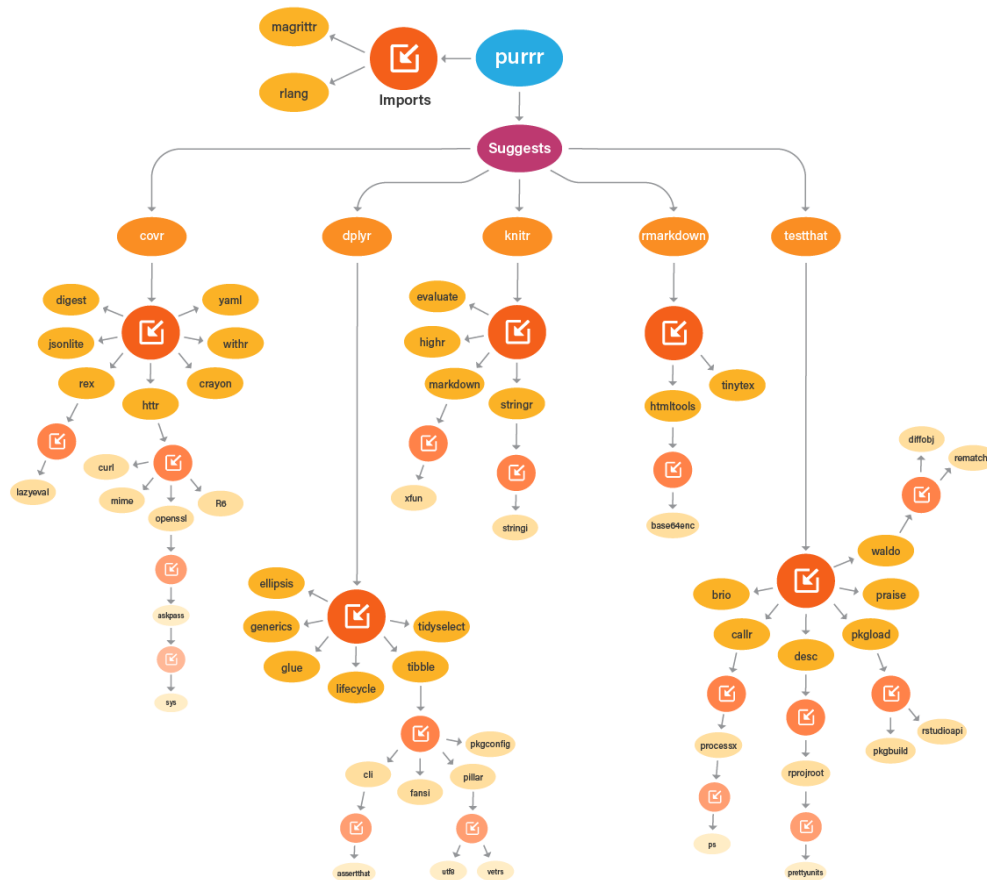 magrittr
purrr
rlang
Imports
Suggests
covr
dplyr
knitr
rmarkdown
testthat
digest
yaml
jsonlite
withr
rex
crayon
httr
lazyeval
curl
mime
R6
openssl
askpass
sys
evaluate
highr
markdown
stringr
xfun
stringi
tinytex
htmltools
base64enc
diffobj
rematch
waldo
brio
praise
callr
pkgload
desc
processx
rprojroot
pkgbuild
rstudioapi
ps
prettyunits
ellipsis
generics
tidyselect
glue
tibble
lifecycle
pkgconfig
cli
fansi
pillar
assertthat
utf8
vetrs